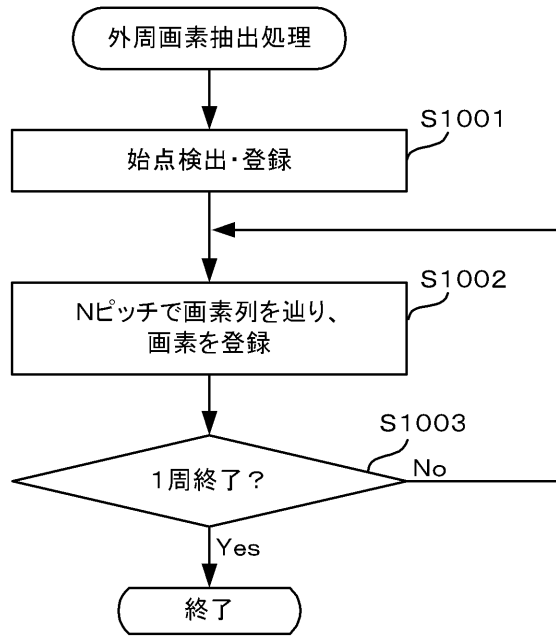 外周画素抽出処理
S1001
始点検出・登録
S1002
Nピッチで画素列を辿り、
画素を登録
S1003
1周終了？
No
Yes
終了